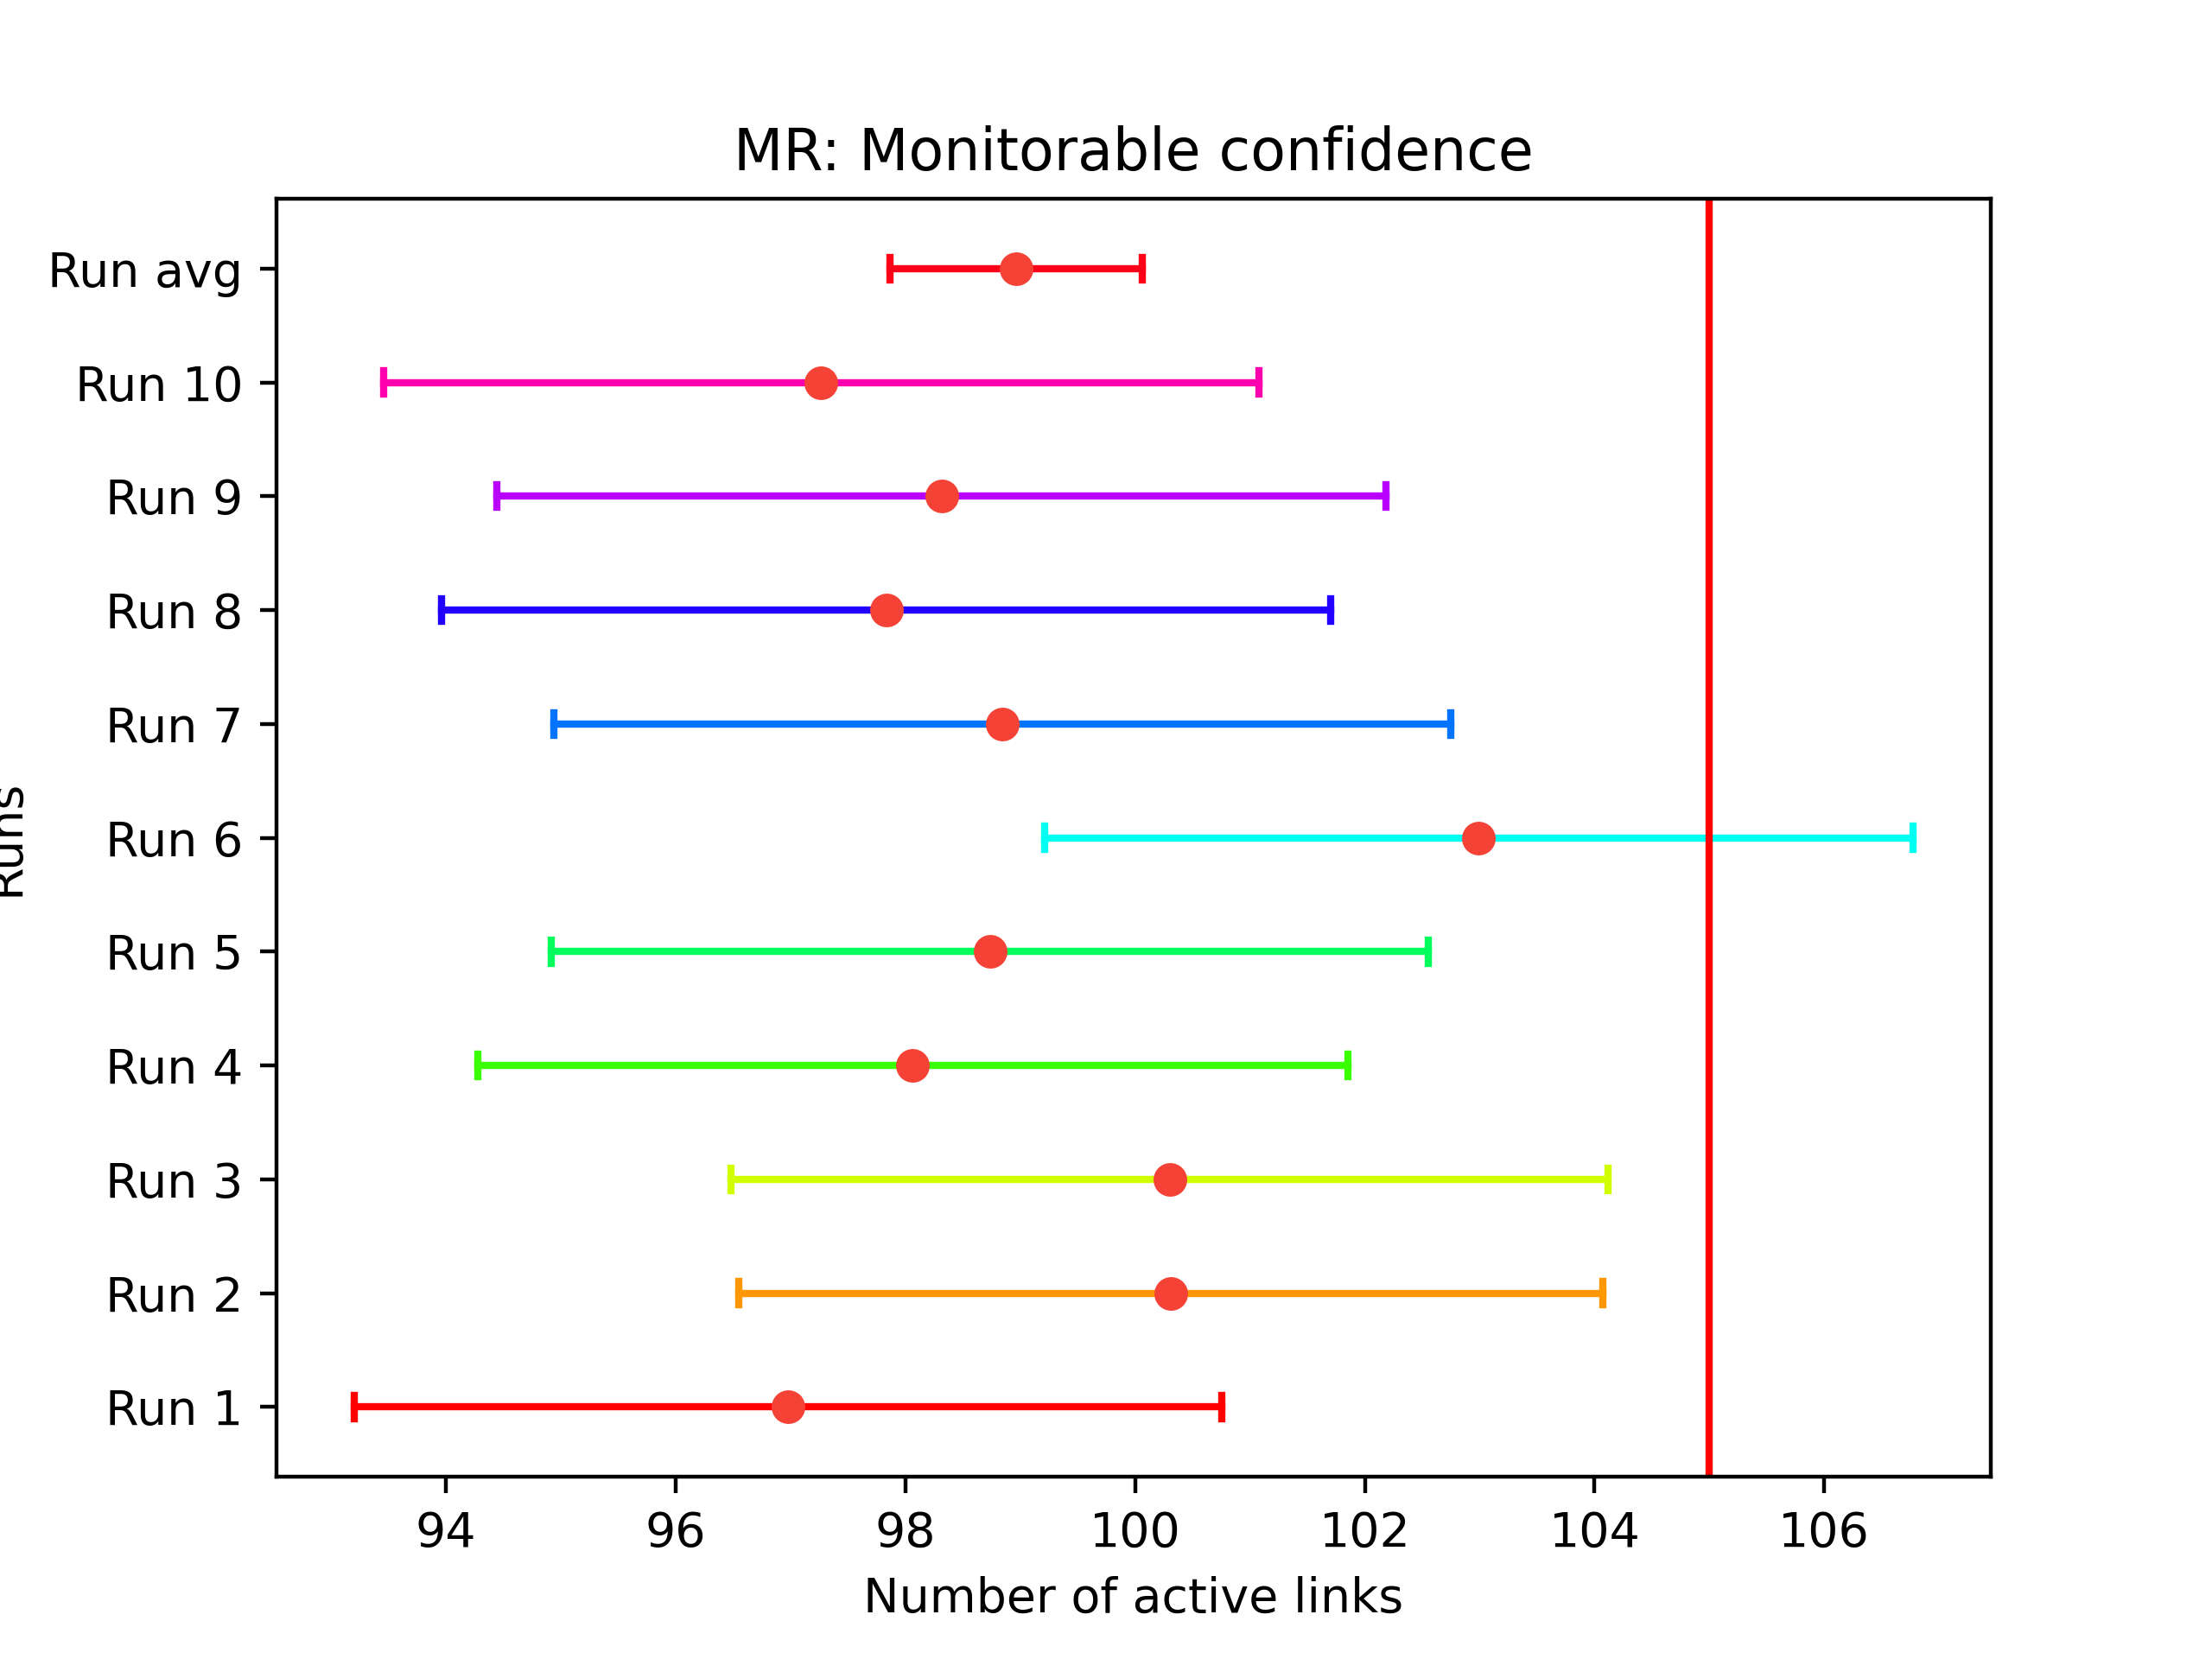 MR: Monitorable confidence
Run avg
Run 10
Run 9
Run 8
Run 7
Run 6
Run 5
Run 4
Run 3
Run 2
Run 1
Runs
94 96 98 100 102 104 106
Number of active links